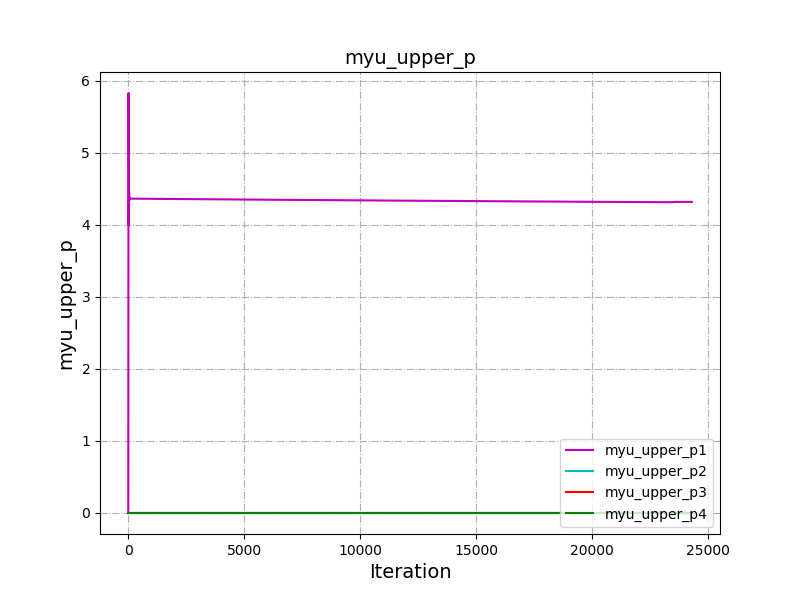 myu_upper_p
6
5
4
3
2
1
0
myu_upper_p
myu_upper_p1
myu_upper_p2
myu_upper_p3
myu_upper_p4
0
5000
10000
15000
20000
25000
Iteration